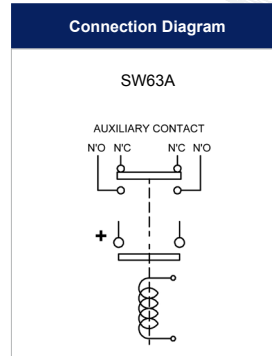 Connection Diagram
SW63A
AUXILIARY CONTACT
N'O N'C N'C N'O
+